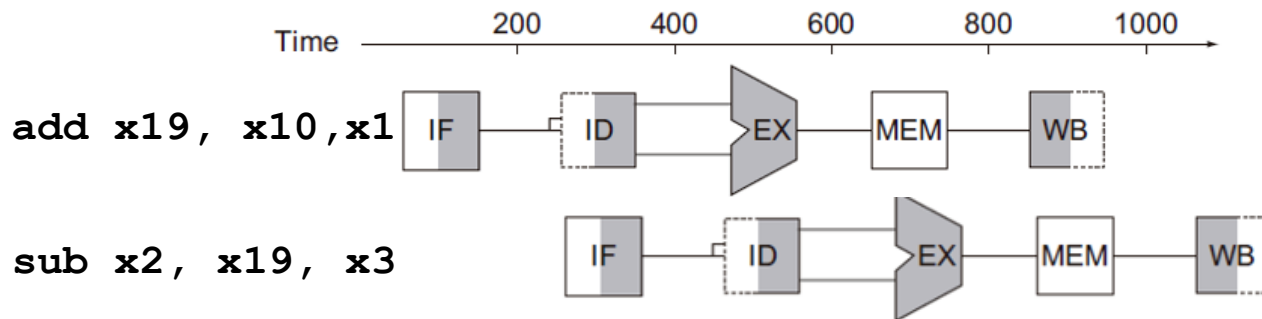 200 400 600 800 1000
Time
add x19, x10,x1 IF ID EX MEM WB
sub x2, x19, x3 IF ID EX MEM WB